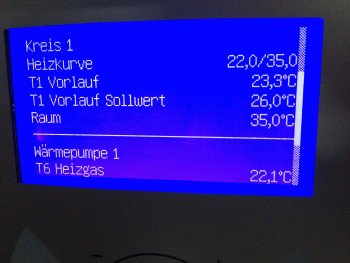 Kreis 1
Heizkurve 22,0/35,0
T1 Vorlauf 23,3°C
T1 Vorlauf Sollwert 26,0°C
Raum 35,0°C
Wärmepumpe 1
T6 Heizgas 22,1°C